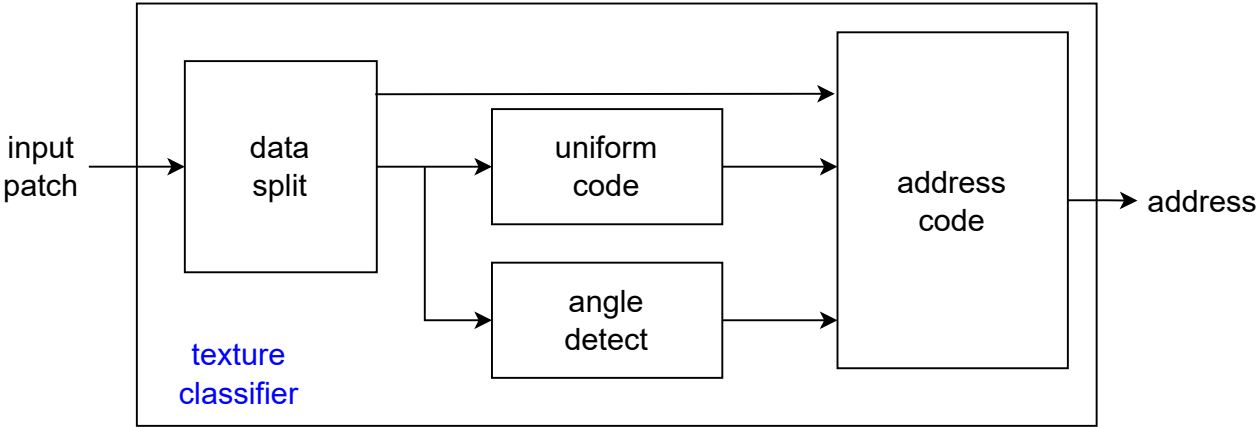 input
patch
data
split
uniform
code
angle
detect
address
code
address
texture
classifier